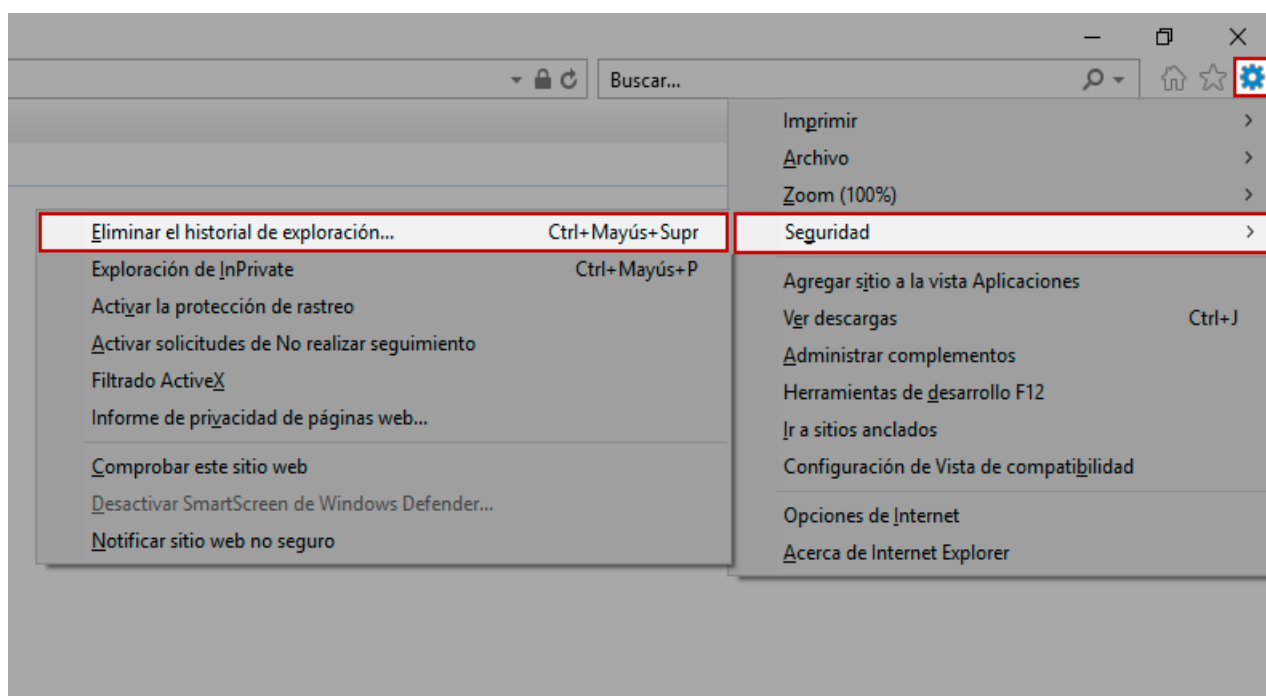 Buscar...
Imprimir
Archivo
Zoom (100%)
Seguridad
Agregar sitio a la vista Aplicaciones
Ver descargas Ctrl+J
Administrar complementos
Herramientas de desarrollo F12
Ir a sitios anclados
Configuración de Vista de compatibilidad
Opciones de Internet
Acerca de Internet Explorer
Eliminar el historial de exploración... Ctrl+Mayús+Supr
Exploración de InPrivate Ctrl+Mayús+P
Activar la protección de rastreo
Activar solicitudes de No realizar seguimiento
Filtrado ActiveX
Informe de privacidad de páginas web...
Comprobar este sitio web
Desactivar SmartScreen de Windows Defender...
Notificar sitio web no seguro